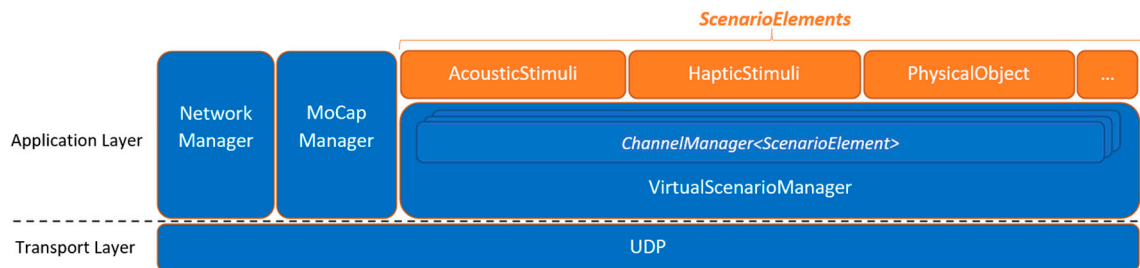 ScenarioElements
AcousticStimuli
HapticStimuli
PhysicalObject
...
Application Layer
Network
Manager
MoCap
Manager
ChannelManager<ScenarioElement>
VirtualScenarioManager
Transport Layer
UDP